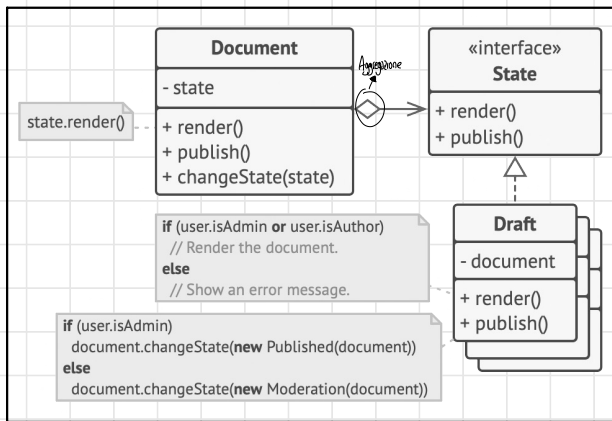 Document
- state
+ render()
+ publish()
+ changeState(state)
Aggregazione
«interface»
State
+ render()
+ publish()
state.render()
Draft
- document
+ render()
+ publish()
if (user.isAdmin or user.isAuthor)
// Render the document.
else
// Show an error message.
if (user.isAdmin)
document.changeState(new Published(document))
else
document.changeState(new Moderation(document))